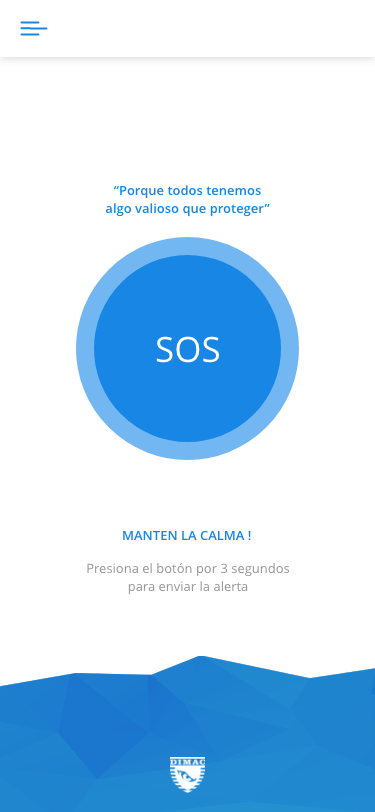 “Porque todos tenemos
algo valioso que proteger”
SOS
MANTEN LA CALMA !
Presiona el botón por 3 segundos
para enviar la alerta
DIMAC